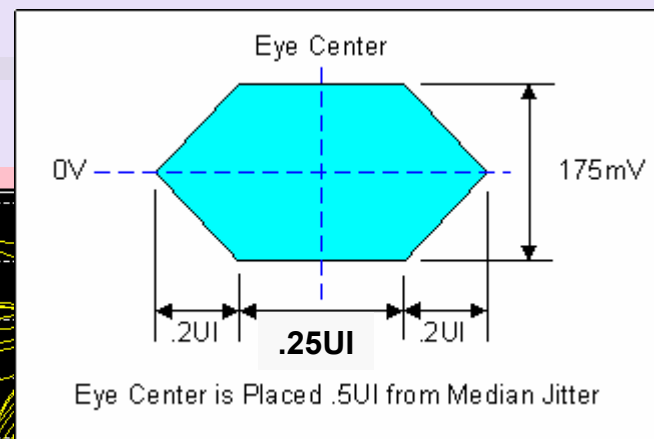 Eye Center
0V
175mV
.2UI
.25UI
.2UI
Eye Center is Placed .5UI from Median Jitter